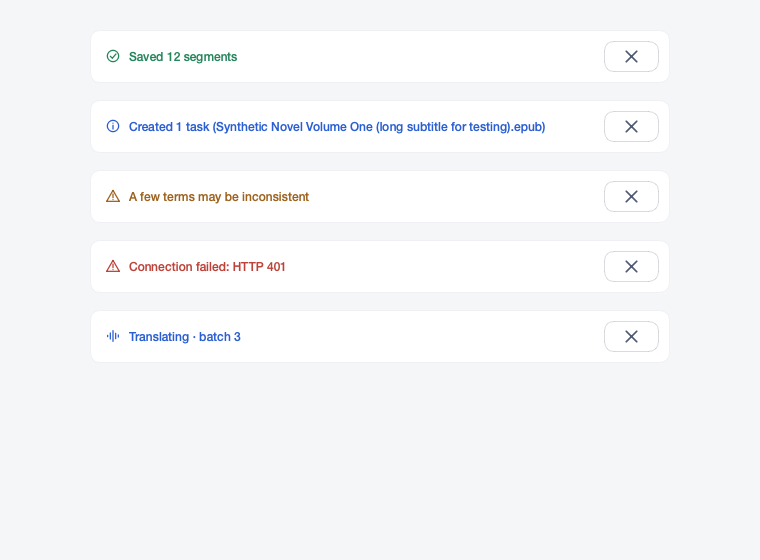 Saved 12 segments
Created 1 task (Synthetic Novel Volume One (long subtitle for testing).epub)
A few terms may be inconsistent
Connection failed: HTTP 401
Translating · batch 3